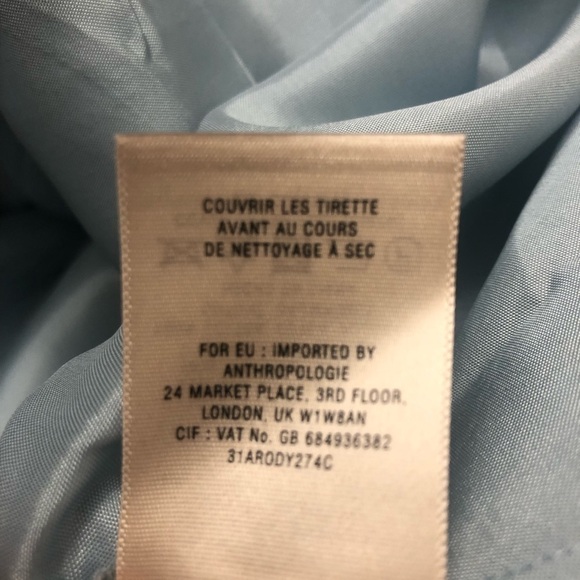 COUVRIR LES TIRETTE
AVANT AU COURS
DE NETTOYAGE À SEC
FOR EU : IMPORTED BY
ANTHROPOLOGIE
24 MARKET PLACE, 3RD FLOOR,
LONDON, UK W1W8AN
CIF : VAT No. GB 684936382
31ARODY274C